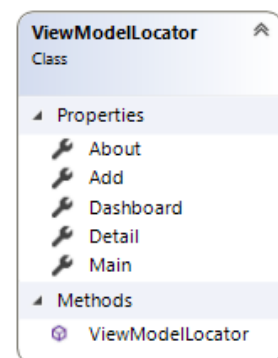 ViewModelLocator
Class
Properties
About
Add
Dashboard
Detail
Main
Methods
ViewModelLocator